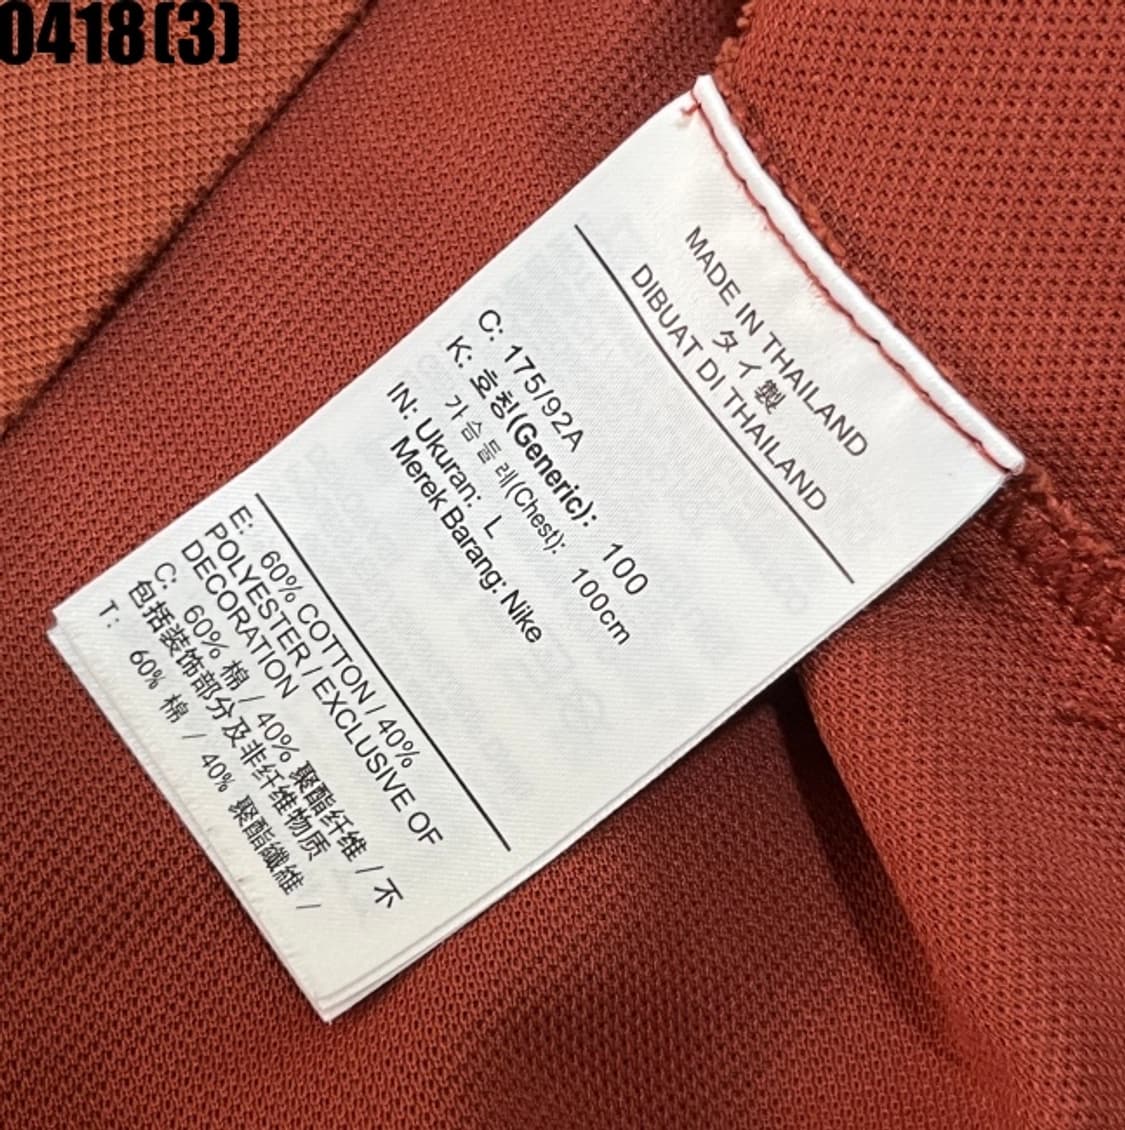 0418(3)
MADE IN THAILAND
タイ製
DIBUAT DI THAILAND
C: 175/92A
K: 호칭(Generic): 100
가슴둘레(Chest): 100cm
IN: Ukuran: L
Merek Barang: Nike
E: 60% COTTON / 40%
POLYESTER / EXCLUSIVE OF
DECORATION
C: 60% 棉 / 40% 聚酯纤维 / 不
包括装饰部分及非纤维物质
T: 60% 棉 / 40% 聚酯纖維 /